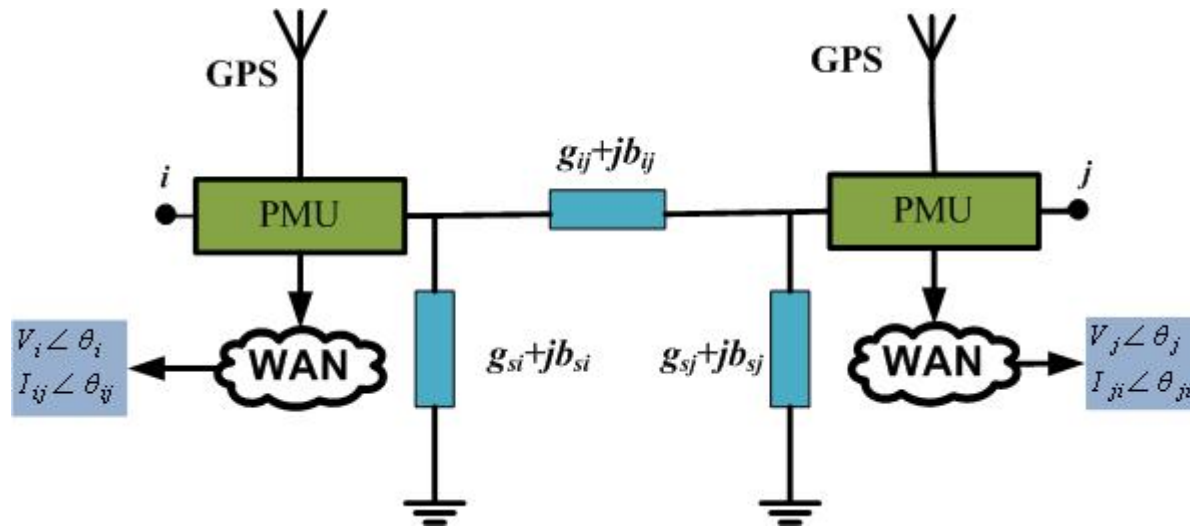 GPS
GPS
g_ij+jb_ij
i
j
PMU
PMU
WAN
WAN
V_i∠θ_i
I_ij∠θ_ij
g_si+jb_si
g_sj+jb_sj
V_j∠θ_j
I_ji∠θ_ji